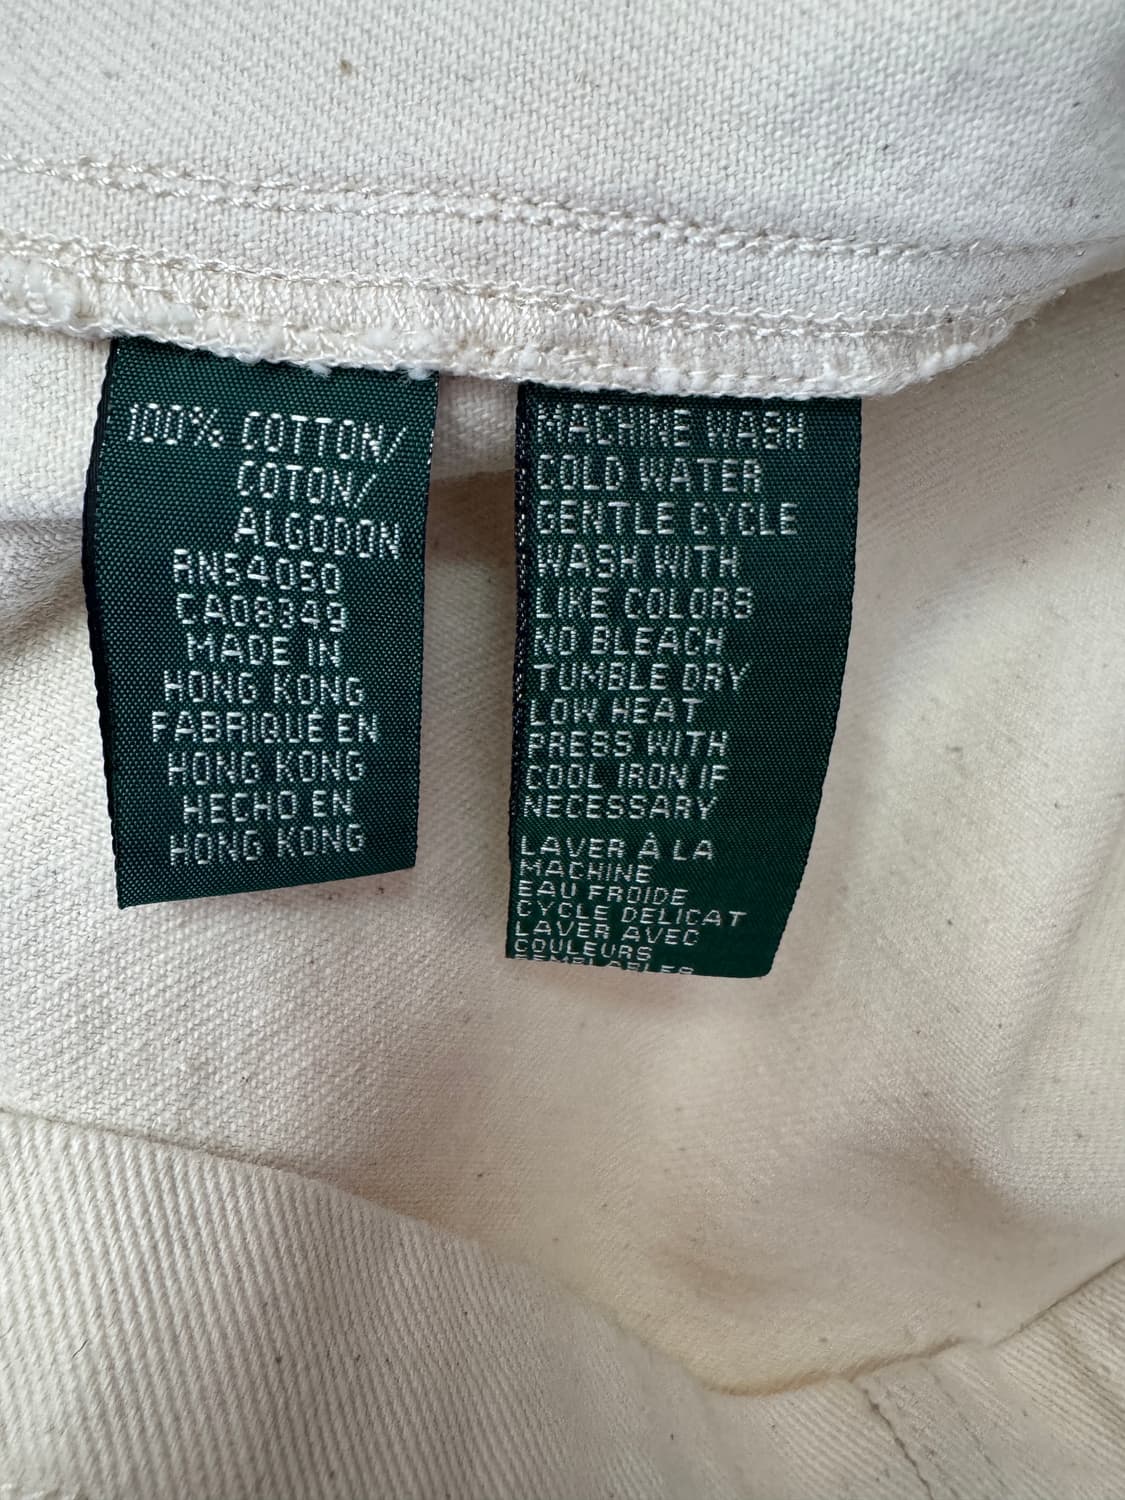 100% COTTON/
COTON/
ALGODON
RN54050
CA08349
MADE IN
HONG KONG
FABRIQUÉ EN
HONG KONG
HECHO EN
HONG KONG
MACHINE WASH
COLD WATER
GENTLE CYCLE
WASH WITH
LIKE COLORS
NO BLEACH
TUMBLE DRY
LOW HEAT
PRESS WITH
COOL IRON IF
NECESSARY
LAVER À LA
MACHINE
EAU FROIDE
CYCLE DELICAT
LAVER AVEC
COULEURS
SEMBLABLES